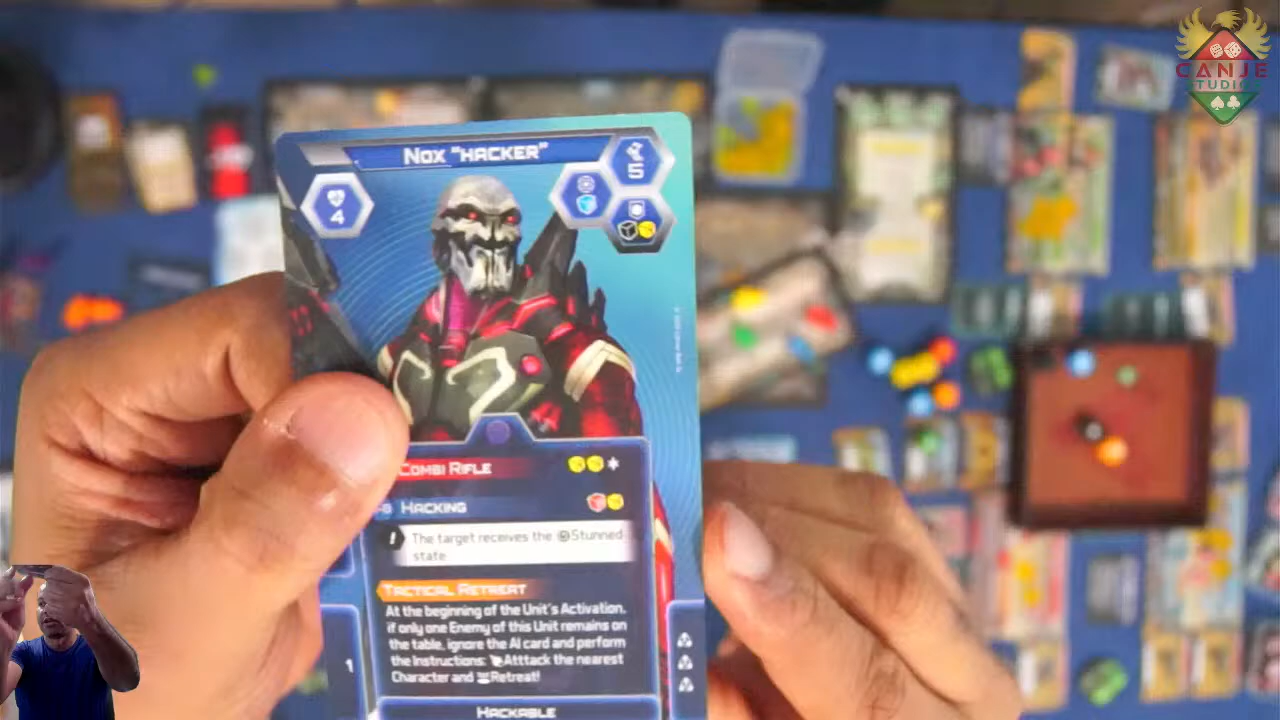 CANJE
TUDIO
Nox "HACKER"
5
4
COMBI RIFLE
HACKING
! The target receives the Stunned
state
TACTICAL RETREAT
At the beginning of the Unit's Activation,
if only one Enemy of this Unit remains on
the table, ignore the AI card and perform
the Instructions: Atttack the nearest
Character and Retreat!
1
HACKABLE